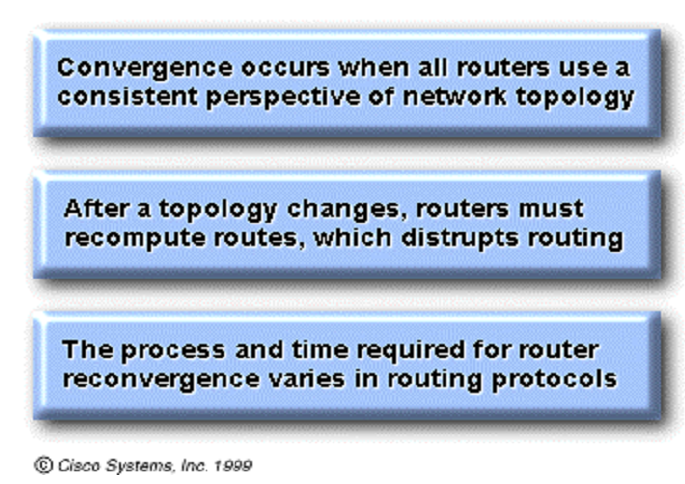 Convergence occurs when all routers use a
consistent perspective of network topology
After a topology changes, routers must
recompute routes, which distrupts routing
The process and time required for router
reconvergence varies in routing protocols
© Cisco Systems, Inc. 1999